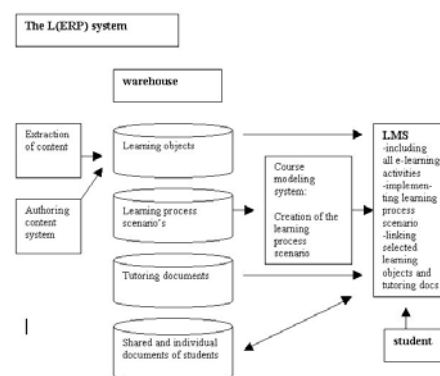 The L(ERP) system
warehouse
Extraction
of content
Authoring
content
system
Learning objects
Learning process
scenario's
Tutoring documents
Shared and individual
documents of students
Course
modeling
system:
Creation of the
learning
process
scenario
LMS
-including
all e-learning
activities
-implemen-
ting learning
process
scenario
-linking
selected
learning
objects and
tutoring docs
student